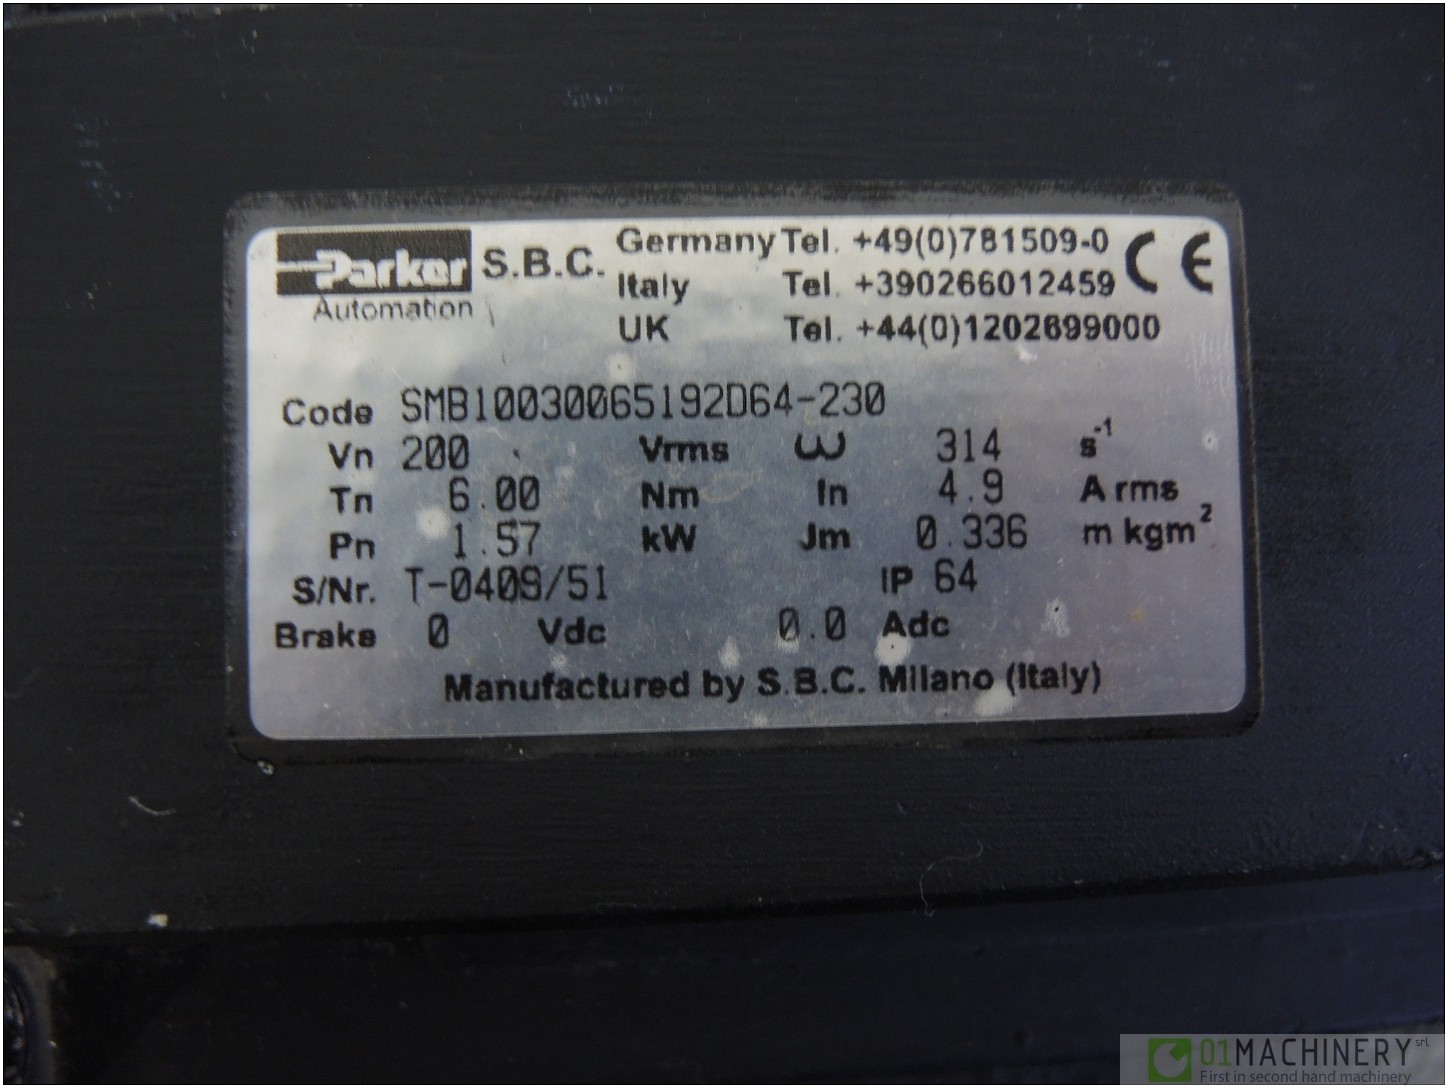 Parker S.B.C. Germany Tel. +49(0)781509-0 CE
Automation Italy Tel. +390266012459
UK Tel. +44(0)1202699000
Code SMB10030065192D64-230
Vn 200 Vrms ω 314 s⁻¹
Tn 6.00 Nm In 4.9 A rms
Pn 1.57 kW Jm 0.336 m kgm²
S/Nr. T-0409/51 IP 64
Brake 0 Vdc 0.0 Adc
Manufactured by S.B.C. Milano (Italy)
01MACHINERY srl
First in second hand machinery